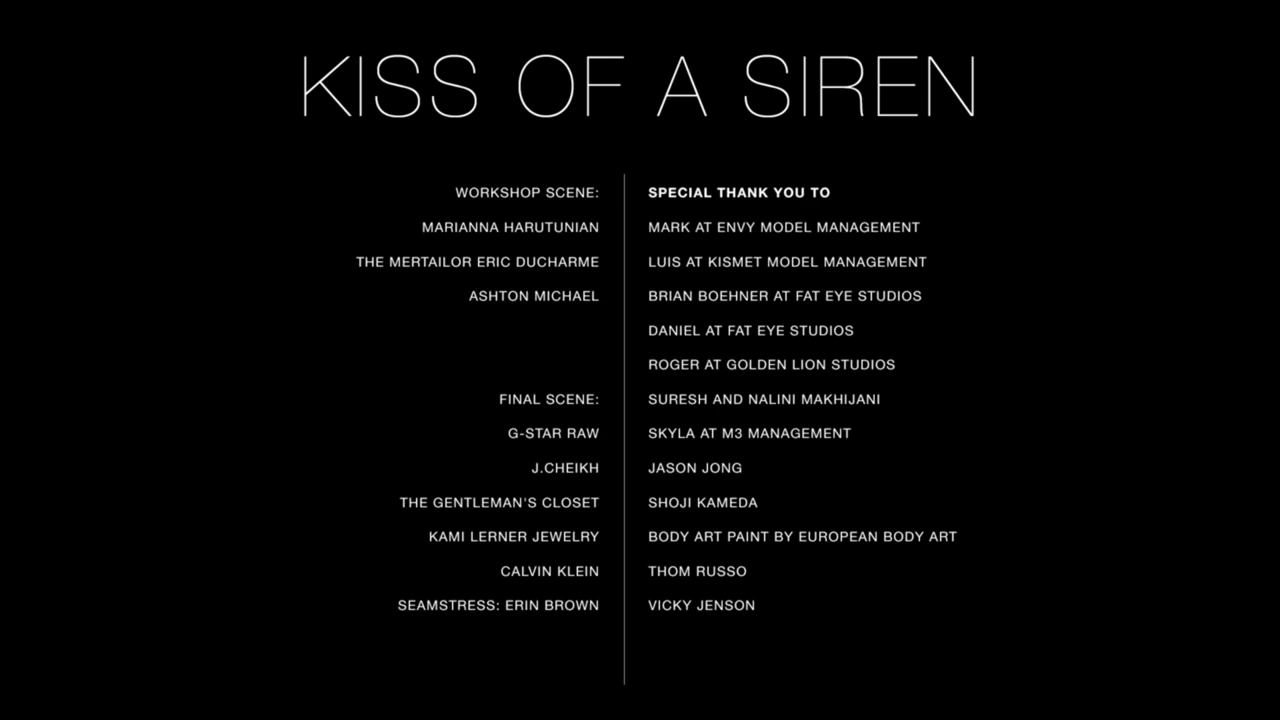 KISS OF A SIREN
WORKSHOP SCENE:
MARIANNA HARUTUNIAN
THE MERTAILOR ERIC DUCHARME
ASHTON MICHAEL
FINAL SCENE:
G-STAR RAW
J.CHEIKH
THE GENTLEMAN'S CLOSET
KAMI LERNER JEWELRY
CALVIN KLEIN
SEAMSTRESS: ERIN BROWN
SPECIAL THANK YOU TO
MARK AT ENVY MODEL MANAGEMENT
LUIS AT KISMET MODEL MANAGEMENT
BRIAN BOEHNER AT FAT EYE STUDIOS
DANIEL AT FAT EYE STUDIOS
ROGER AT GOLDEN LION STUDIOS
SURESH AND NALINI MAKHIJANI
SKYLA AT M3 MANAGEMENT
JASON JONG
SHOJI KAMEDA
BODY ART PAINT BY EUROPEAN BODY ART
THOM RUSSO
VICKY JENSON